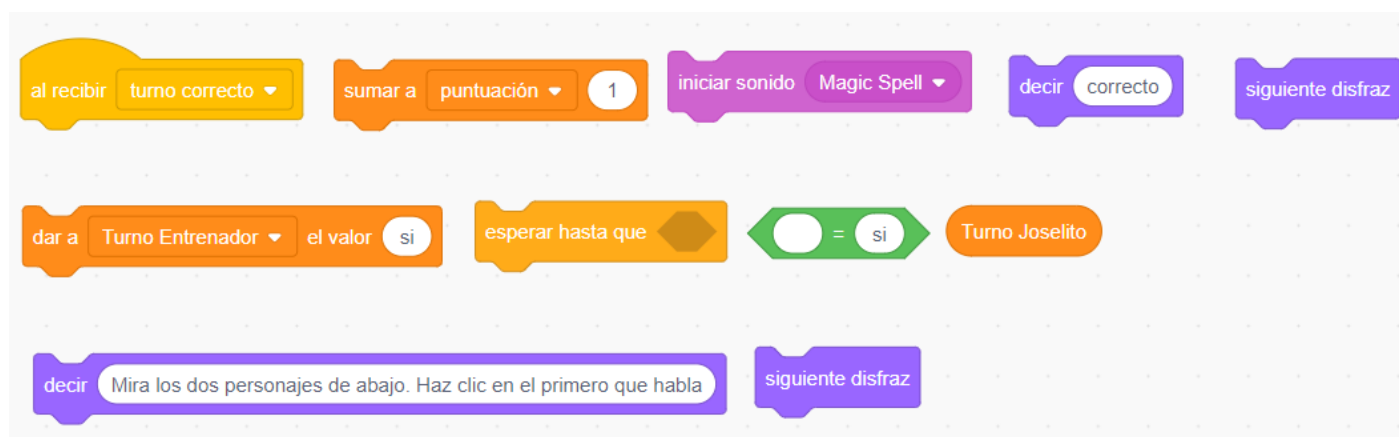 al recibir turno correcto
sumar a puntuación 1
iniciar sonido Magic Spell
decir correcto
siguiente disfraz
dar a Turno Entrenador el valor si
esperar hasta que
= si
Turno Joselito
decir Mira los dos personajes de abajo. Haz clic en el primero que habla
siguiente disfraz